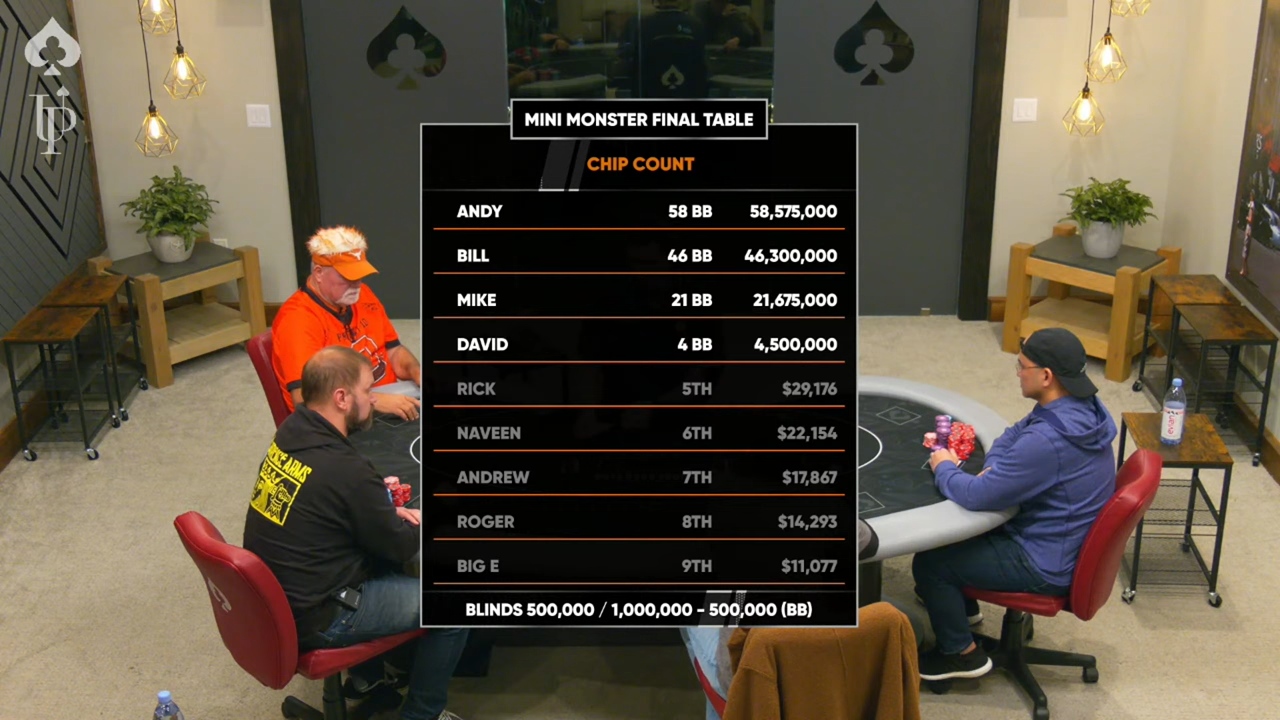 UP
MINI MONSTER FINAL TABLE
CHIP COUNT
ANDY 58 BB 58,575,000
BILL 46 BB 46,300,000
MIKE 21 BB 21,675,000
DAVID 4 BB 4,500,000
RICK 5TH $29,176
NAVEEN 6TH $22,154
ANDREW 7TH $17,867
ROGER 8TH $14,293
BIG E 9TH $11,077
BLINDS 500,000 / 1,000,000 - 500,000 (BB)
evian